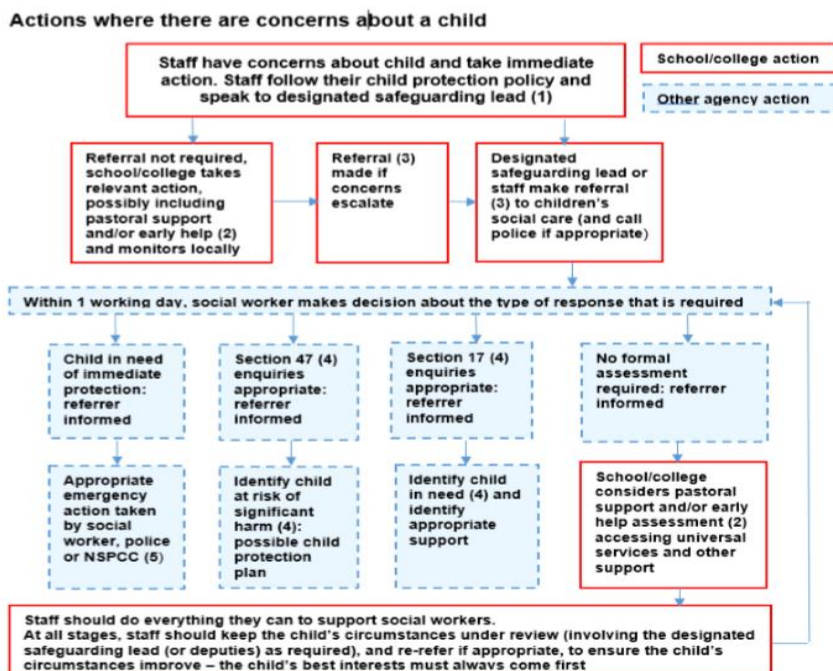 Actions where there are concerns about a child
Staff have concerns about child and take immediate
action. Staff follow their child protection policy and
speak to designated safeguarding lead (1)
School/college action
Other agency action
Referral not required,
school/college takes
relevant action,
possibly including
pastoral support
and/or early help (2)
and monitors locally
Referral (3)
made if
concerns
escalate
Designated
safeguarding lead or
staff make referral
(3) to children's
social care (and call
police if appropriate)
Within 1 working day, social worker makes decision about the type of response that is required
Child in need
of immediate
protection:
referrer
informed
Section 47 (4)
enquiries
appropriate:
referrer
informed
Section 17 (4)
enquiries
appropriate:
referrer
informed
No formal
assessment
required: referrer
informed
Appropriate
emergency
action taken
by social
worker, police
or NSPCC (5)
Identify child
at risk of
significant
harm (4):
possible child
protection
plan
Identify child
in need (4) and
identify
appropriate
support
School/college
considers pastoral
support and/or early
help assessment (2)
accessing universal
services and other
support
Staff should do everything they can to support social workers.
At all stages, staff should keep the child's circumstances under review (involving the designated
safeguarding lead (or deputies) as required), and re-refer if appropriate, to ensure the child's
circumstances improve – the child's best interests must always come first